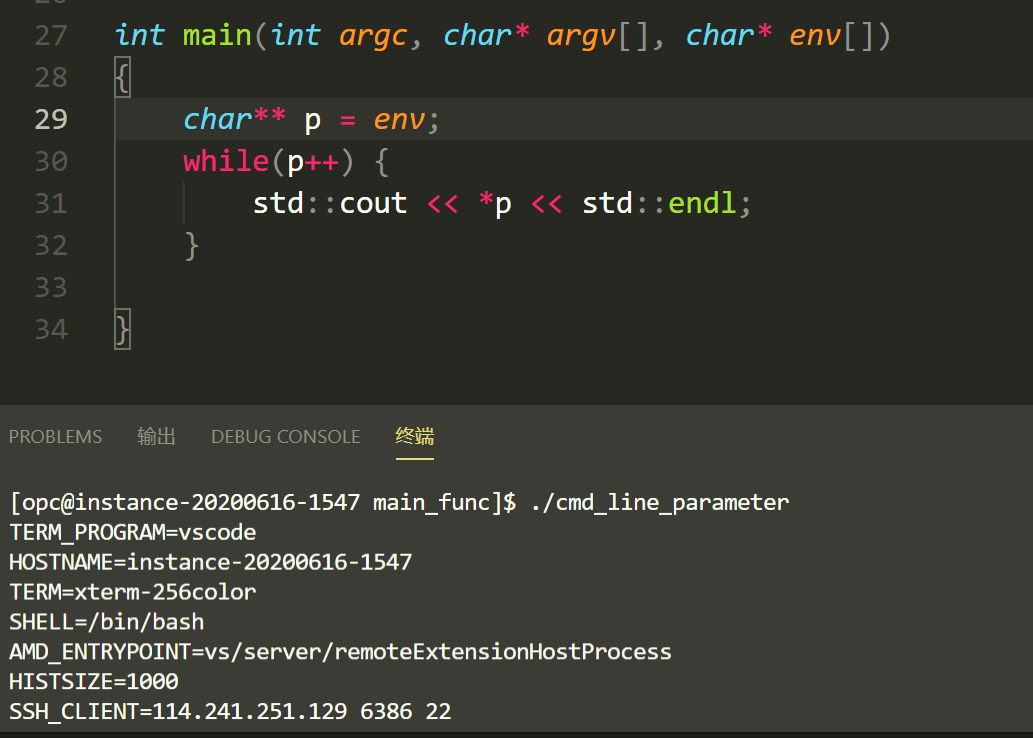 27 int main(int argc, char* argv[], char* env[])
28 {
29 char** p = env;
30 while(p++) {
31 std::cout << *p << std::endl;
32 }
33
34 }
PROBLEMS 输出 DEBUG CONSOLE 终端
[opc@instance-20200616-1547 main_func]$ ./cmd_line_parameter
TERM_PROGRAM=vscode
HOSTNAME=instance-20200616-1547
TERM=xterm-256color
SHELL=/bin/bash
AMD_ENTRYPOINT=vs/server/remoteExtensionHostProcess
HISTSIZE=1000
SSH_CLIENT=114.241.251.129 6386 22